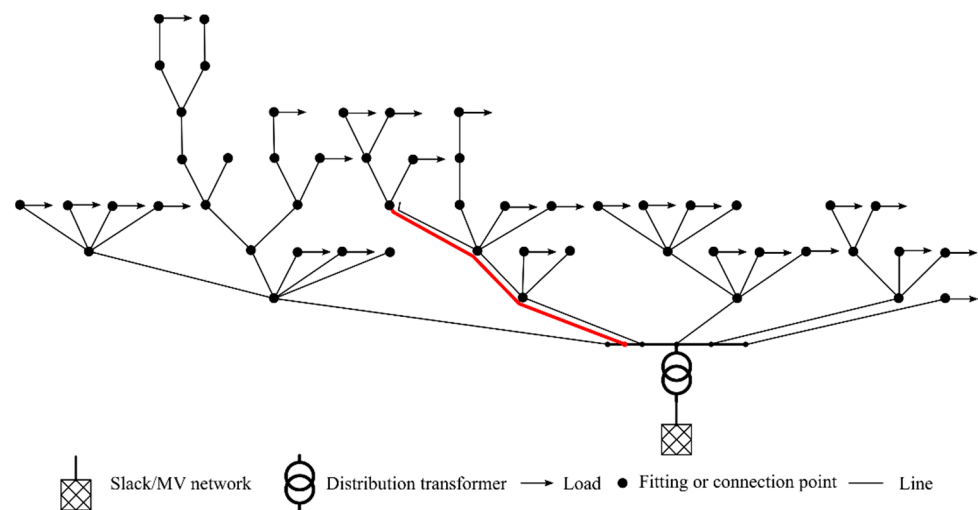 Slack/MV network
Distribution transformer
Load
Fitting or connection point
Line